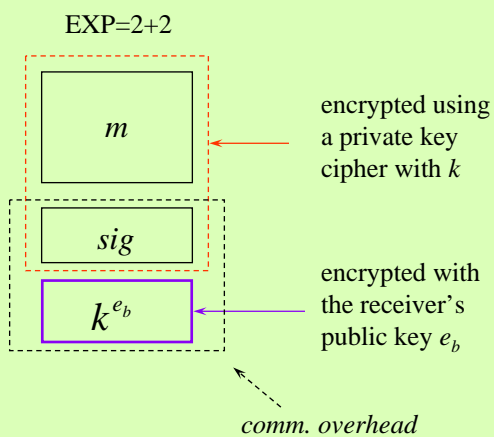 EXP=2+2
m
encrypted using
a private key
cipher with k
sig
k^{e_b}
encrypted with
the receiver's
public key e_b
comm. overhead